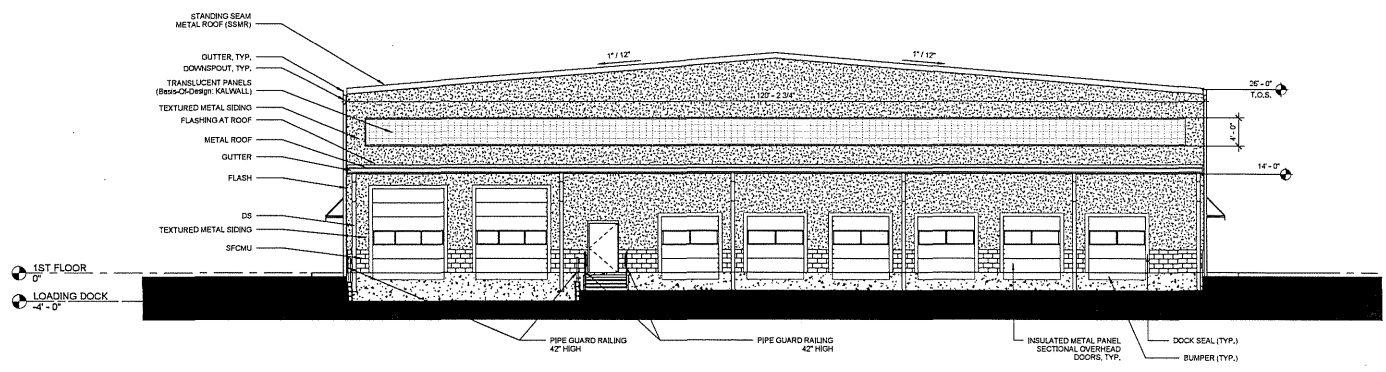 STANDING SEAM
METAL ROOF (SSMR)
GUTTER, TYP.
DOWNSPOUT, TYP.
TRANSLUCENT PANELS
(Basis-Of-Design: KALWALL)
TEXTURED METAL SIDING
FLASHING AT ROOF
METAL ROOF
GUTTER
FLASH
DS
TEXTURED METAL SIDING
SFCMU
1ST FLOOR
0"
LOADING DOCK
-4' - 0"
1" / 12"
1" / 12"
120' - 2 3/4"
26' - 0"
T.O.S.
4' - 0"
14' - 0"
PIPE GUARD RAILING
42" HIGH
PIPE GUARD RAILING
42" HIGH
INSULATED METAL PANEL
SECTIONAL OVERHEAD
DOORS, TYP.
DOCK SEAL (TYP.)
BUMPER (TYP.)